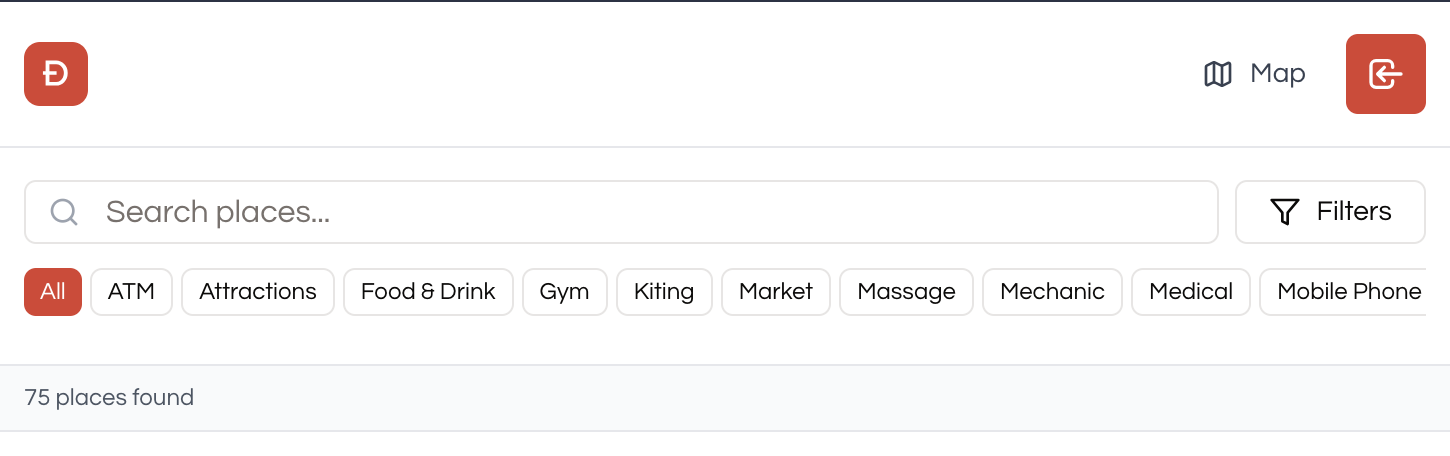 Đ
Map
Search places...
Filters
All ATM Attractions Food & Drink Gym Kiting Market Massage Mechanic Medical Mobile Phone
75 places found